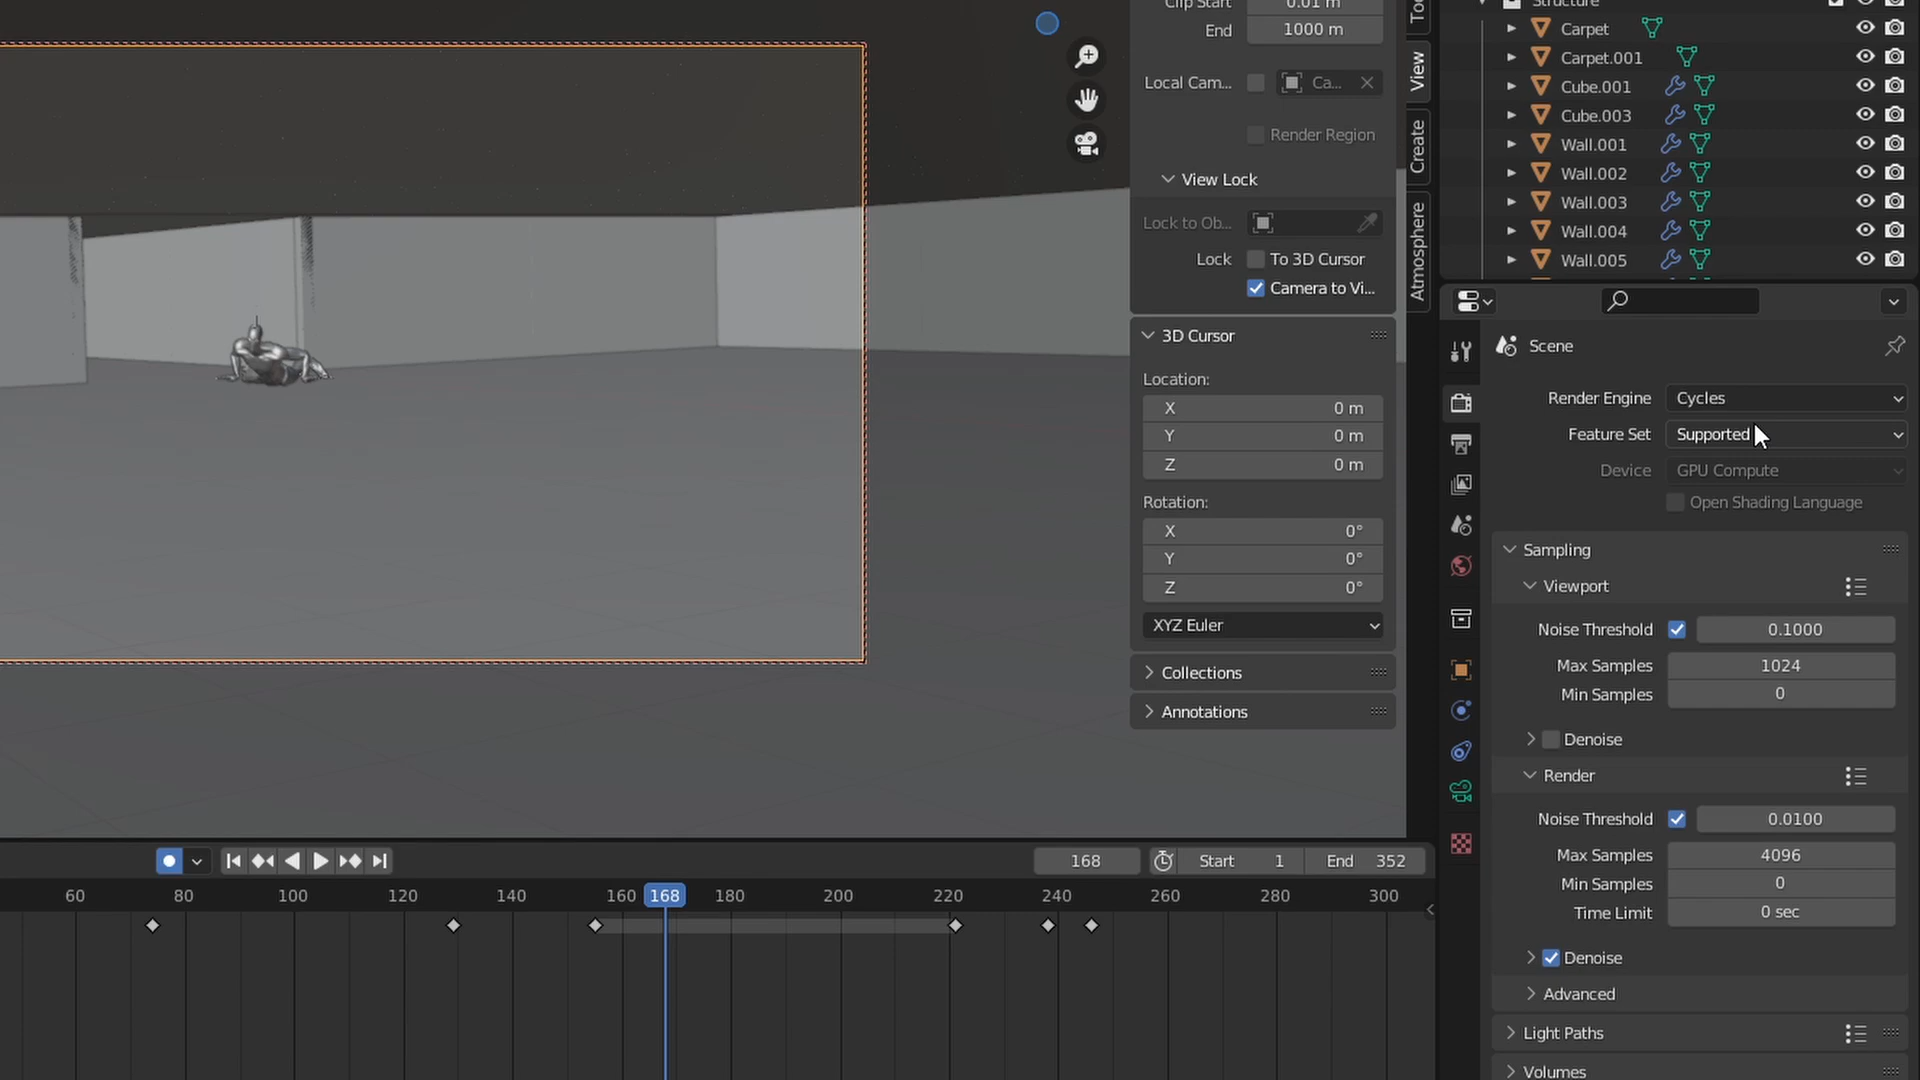 Clip Start 0.01 m
End 1000 m
Local Cam... Ca...
Render Region
View Lock
Lock to Ob...
Lock To 3D Cursor
Camera to Vi...
3D Cursor
Location:
X 0 m
Y 0 m
Z 0 m
Rotation:
X 0°
Y 0°
Z 0°
XYZ Euler
Collections
Annotations
View
Create
Atmosphere
Structure
Carpet
Carpet.001
Cube.001
Cube.003
Wall.001
Wall.002
Wall.003
Wall.004
Wall.005
Scene
Render Engine Cycles
Feature Set Supported
Device GPU Compute
Open Shading Language
Sampling
Viewport
Noise Threshold 0.1000
Max Samples 1024
Min Samples 0
Denoise
Render
Noise Threshold 0.0100
Max Samples 4096
Min Samples 0
Time Limit 0 sec
Denoise
Advanced
Light Paths
Volumes
168 Start 1 End 352
60 80 100 120 140 160 168 180 200 220 240 260 280 300